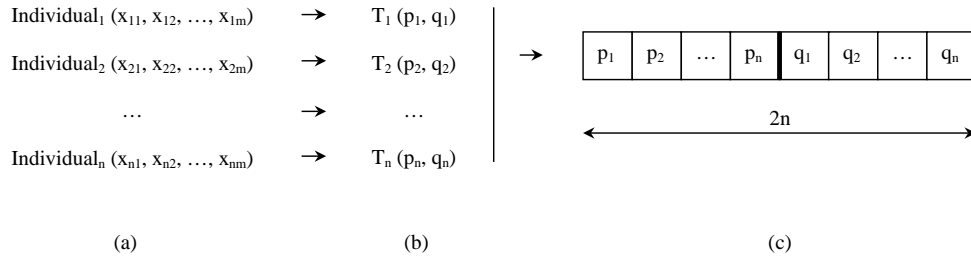 Individual₁ (x₁₁, x₁₂, …, x₁ₘ) → T₁ (p₁, q₁)
Individual₂ (x₂₁, x₂₂, …, x₂ₘ) → T₂ (p₂, q₂) → p₁ p₂ … pₙ q₁ q₂ … qₙ
… → … 2n
Individualₙ (xₙ₁, xₙ₂, …, xₙₘ) → Tₙ (pₙ, qₙ)
(a) (b) (c)